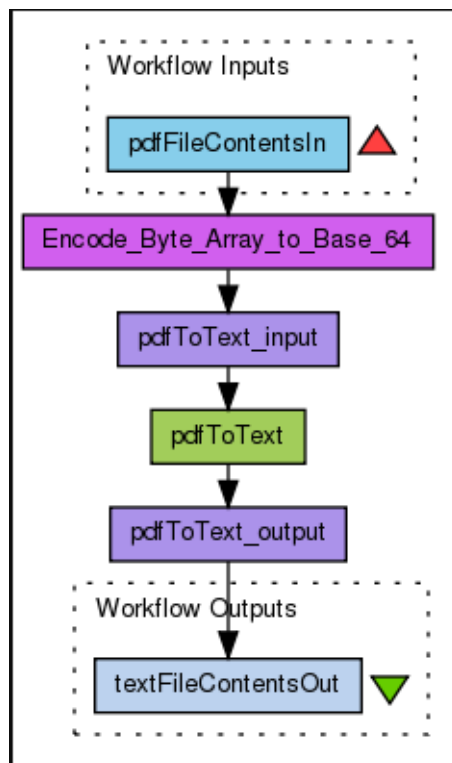 Workflow Inputs
pdfFileContentsIn
Encode_Byte_Array_to_Base_64
pdfToText_input
pdfToText
pdfToText_output
Workflow Outputs
textFileContentsOut